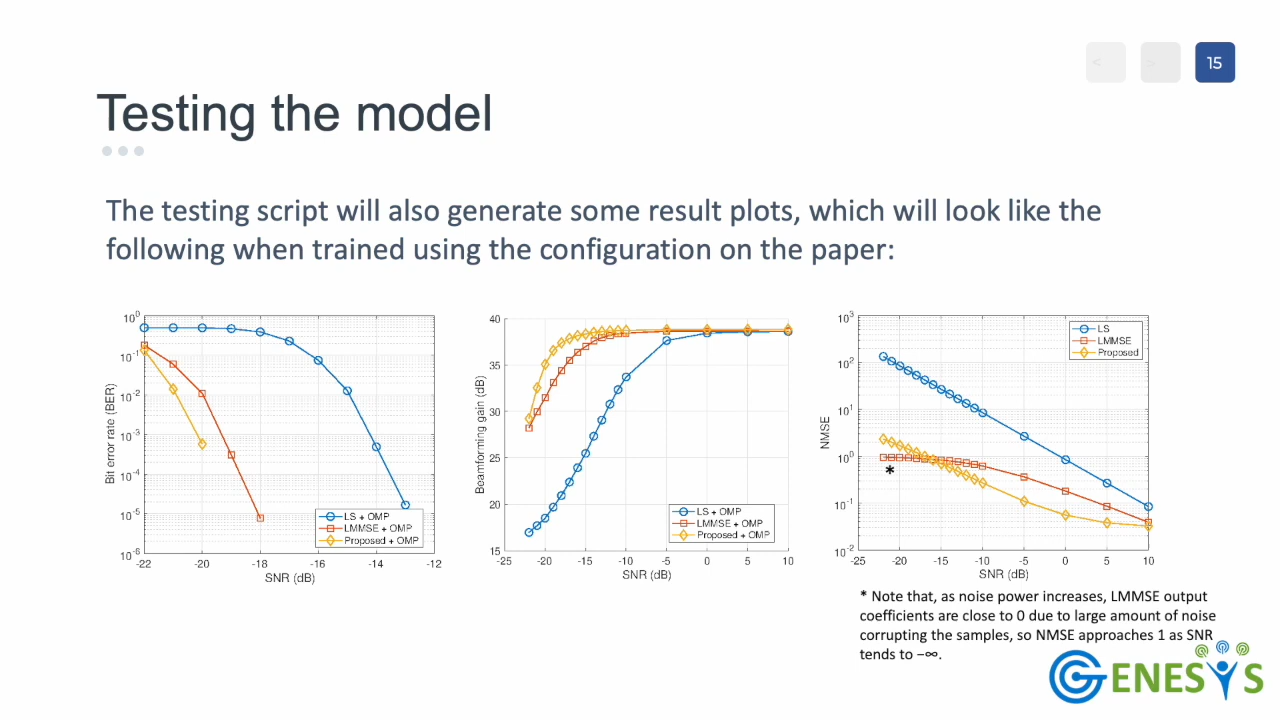 < > 15
Testing the model
The testing script will also generate some result plots, which will look like the
following when trained using the configuration on the paper:
10^0
10^-1
10^-2
10^-3
10^-4
10^-5
10^-6
Bit error rate (BER)
-22 -20 -18 -16 -14 -12
SNR (dB)
LS + OMP
LMMSE + OMP
Proposed + OMP
40
35
30
25
20
15
Beamforming gain (dB)
-25 -20 -15 -10 -5 0 5 10
SNR (dB)
LS + OMP
LMMSE + OMP
Proposed + OMP
10^3
10^2
10^1
10^0
10^-1
10^-2
NMSE
-25 -20 -15 -10 -5 0 5 10
SNR (dB)
LS
LMMSE
Proposed
*
* Note that, as noise power increases, LMMSE output
coefficients are close to 0 due to large amount of noise
corrupting the samples, so NMSE approaches 1 as SNR
tends to −∞.
GENESYS